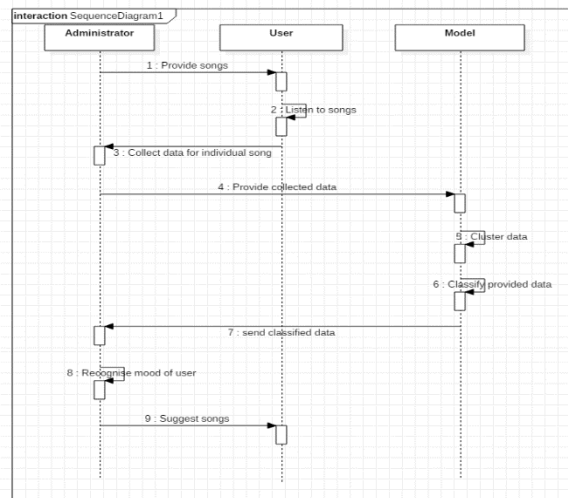 interaction SequenceDiagram1
Administrator
User
Model
1 : Provide songs
2 : Listen to songs
3 : Collect data for individual song
4 : Provide collected data
5 : Cluster data
6 : Classify provided data
7 : send classified data
8 : Recognise mood of user
9 : Suggest songs